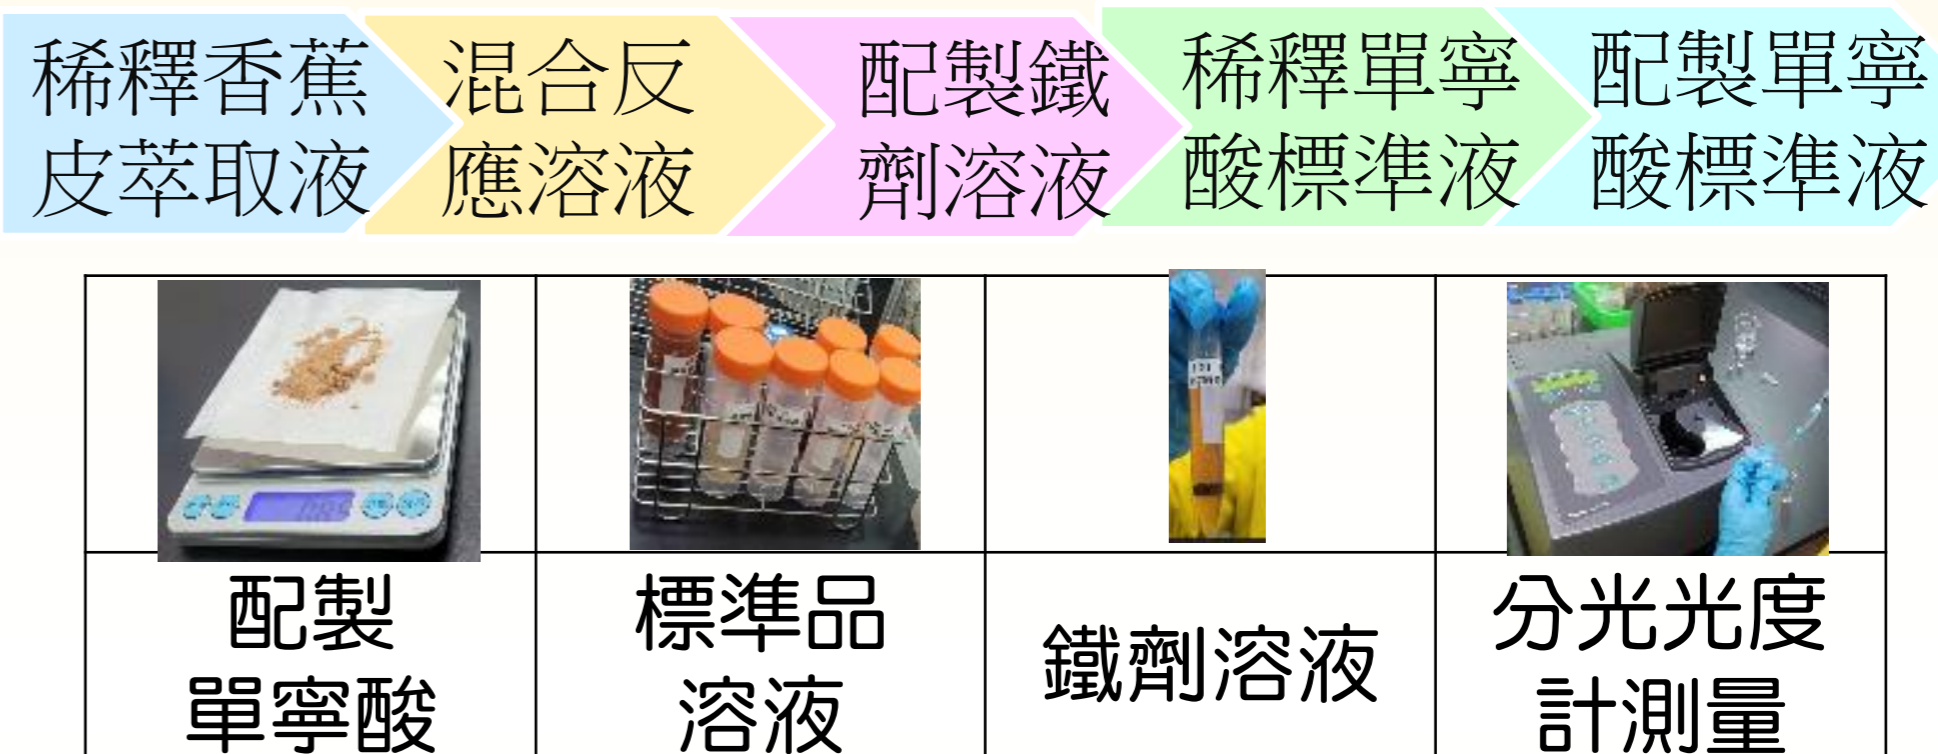 稀釋香蕉
皮萃取液
混合反
應溶液
配製鐵
劑溶液
稀釋單寧
酸標準液
配製單寧
酸標準液
配製
單寧酸
標準品
溶液
鐵劑溶液
分光光度
計測量